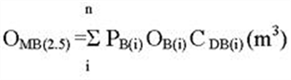 n
O_MB(2.5) = Σ P_B(i) O_B(i) C_DB(i) (m³)
i